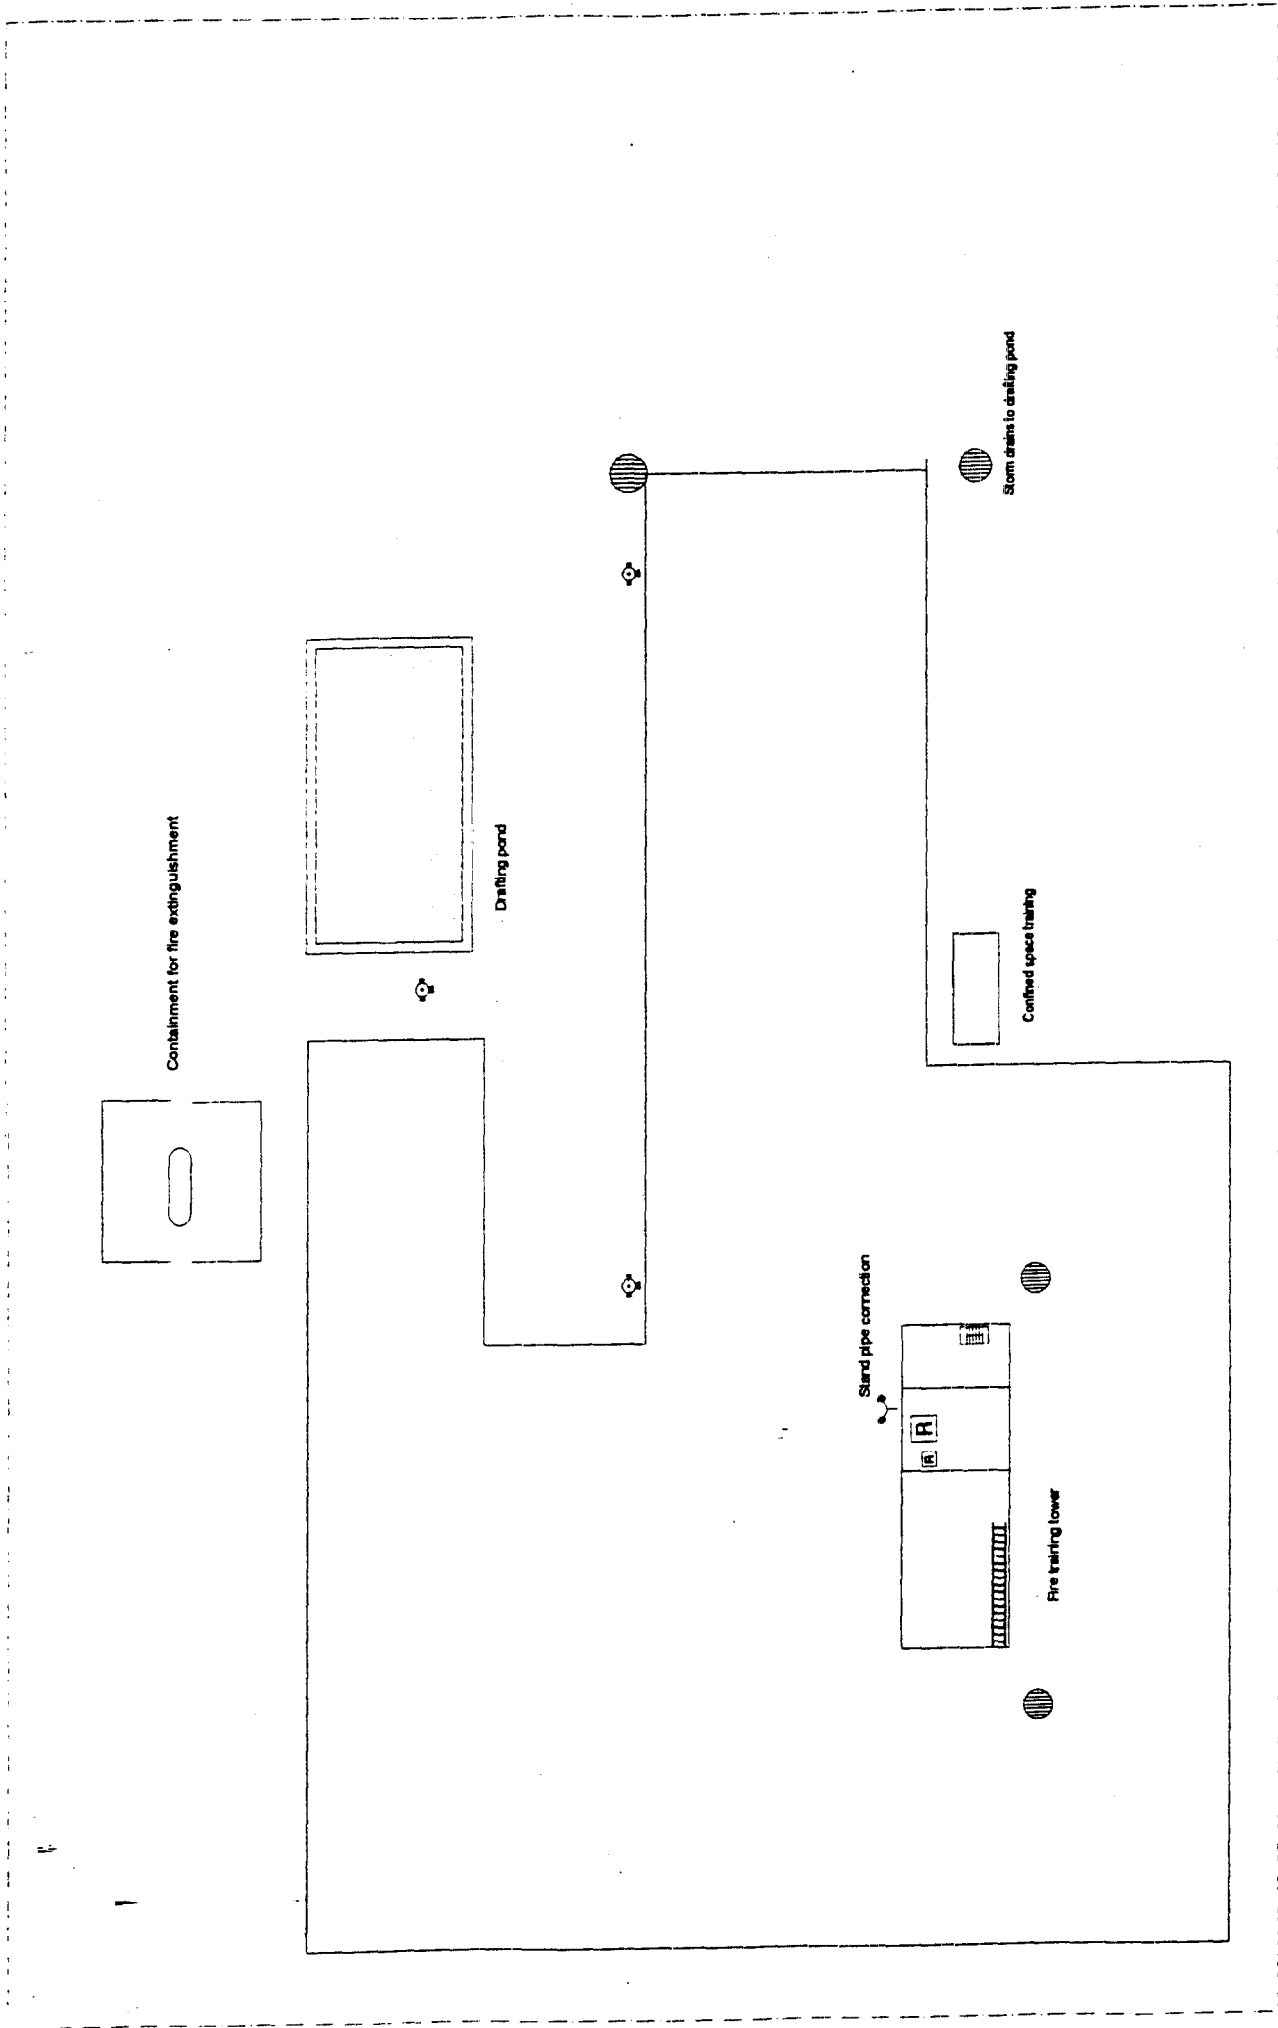 Containment for fire extinguishment
Drafting pond
Storm drains to drafting pond
Confined space training
Stand pipe connection
R
R
Fire training tower